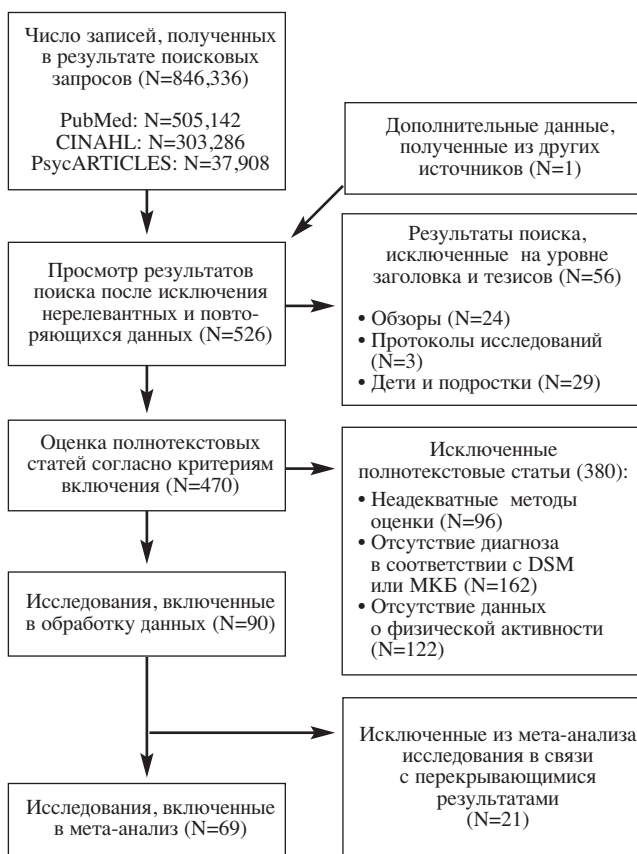 Число записей, полученных
в результате поисковых
запросов (N=846,336)
PubMed: N=505,142
CINAHL: N=303,286
PsycARTICLES: N=37,908
Дополнительные данные,
полученные из других
источников (N=1)
Просмотр результатов
поиска после исключения
нерелевантных и повто-
ряющихся данных (N=526)
Результаты поиска,
исключенные на уровне
заголовка и тезисов (N=56)
• Обзоры (N=24)
• Протоколы исследований
(N=3)
• Дети и подростки (N=29)
Оценка полнотекстовых
статей согласно критериям
включения (N=470)
Исключенные
полнотекстовые статьи (380):
• Неадекватные методы
оценки (N=96)
• Отсутствие диагноза
в соответствии с DSM
или МКБ (N=162)
• Отсутствие данных
о физической активности
(N=122)
Исследования, включенные
в обработку данных (N=90)
Исключенные из мета-анализа
исследования в связи
с перекрывающимися
результатами
(N=21)
Исследования, включенные
в мета-анализ (N=69)